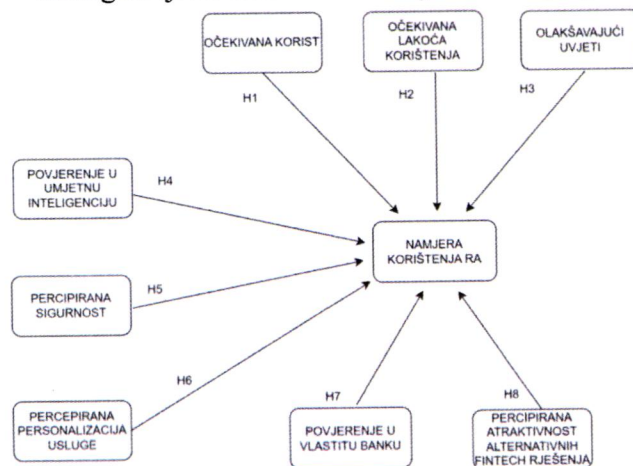 OČEKIVANA KORIST
OČEKIVANA
LAKOĆA
KORIŠTENJA
OLAKŠAVAJUĆI
UVJETI
H1
H2
H3
POVJERENJE U
UMJETNU
INTELIGENCIJU
H4
NAMJERA
KORIŠTENJA RA
PERCIPIRANA
SIGURNOST
H5
H6
PERCEPIRANA
PERSONALIZACIJA
USLUGE
H7
POVJERENJE U
VLASTITU BANKU
H8
PERCIPIRANA
ATRAKTIVNOST
ALTERNATIVNIH
FINTECH RJEŠENJA